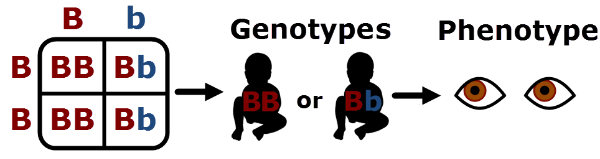 B b
Genotypes
Phenotype
B BB Bb
BB or Bb
B BB Bb